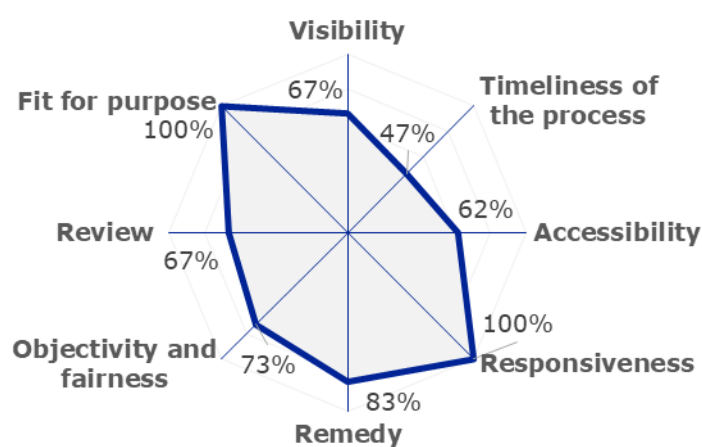 Visibility
67%
Timeliness of
the process
47%
Fit for purpose
100%
62%
Accessibility
Review
67%
100%
Responsiveness
Objectivity and
fairness
73%
83%
Remedy